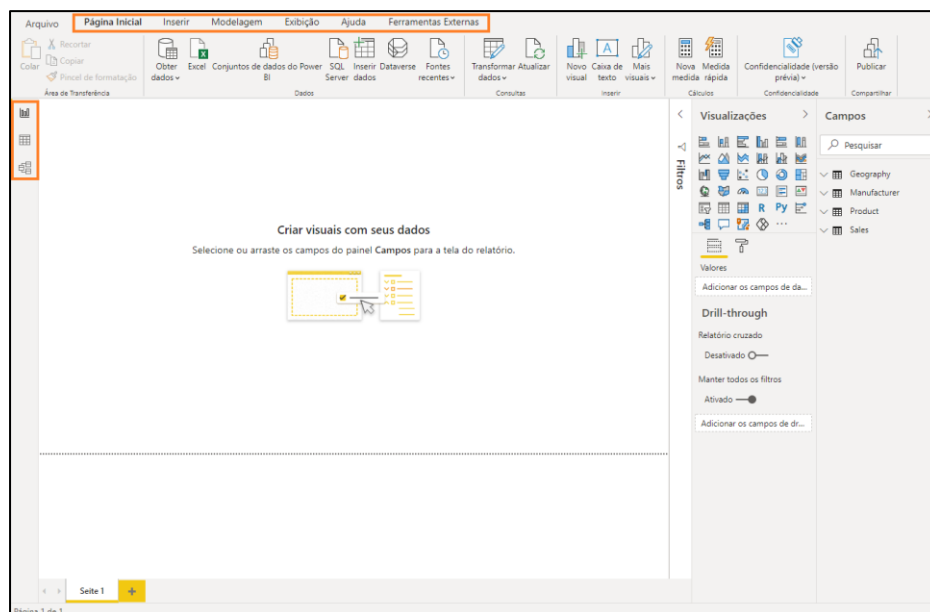 Arquivo Página Inicial Inserir Modelagem Exibição Ajuda Ferramentas Externas
Colar
Recortar
Copiar
Pincel de formatação
Área de Transferência
Obter dados
Excel
Conjuntos de dados do Power BI
SQL Server
Inserir dados
Dataverse
Fontes recentes
Dados
Transformar dados
Atualizar
Consultas
Novo visual
Caixa de texto
Mais visuais
Inserir
Nova medida
Medida rápida
Cálculos
Confidencialidade (versão prévia)
Confidencialidade
Publicar
Compartilhar
Criar visuais com seus dados
Selecione ou arraste os campos do painel Campos para a tela do relatório.
Filtros
Visualizações
R Py
Valores
Adicionar os campos de da...
Drill-through
Relatório cruzado
Desativado
Manter todos os filtros
Ativado
Adicionar os campos de dr...
Campos
Pesquisar
Geography
Manufacturer
Product
Sales
Seite 1
Página 1 de 1